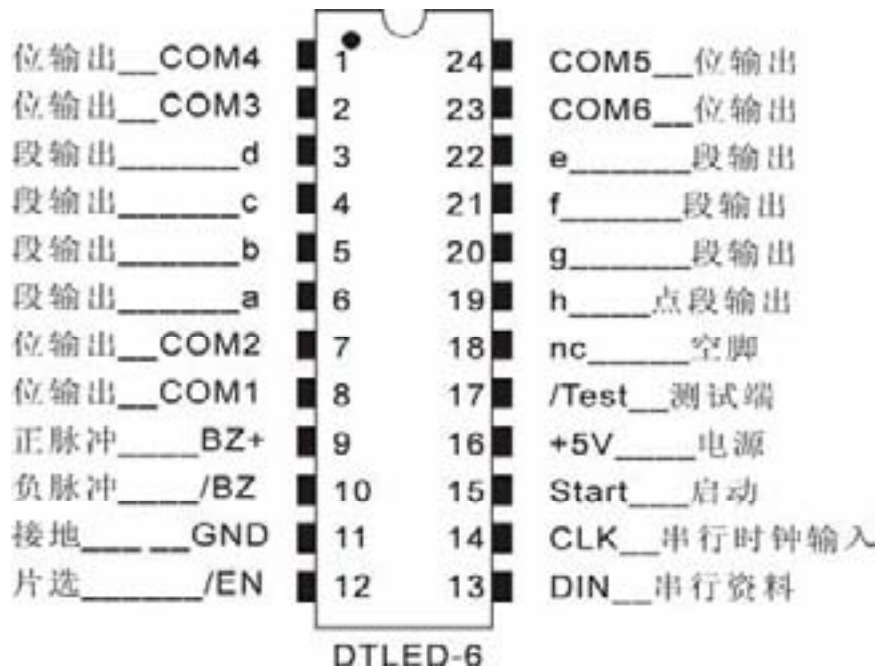 位输出__COM4 1 24 COM5__位输出
位输出__COM3 2 23 COM6__位输出
段输出_______d 3 22 e_______段输出
段输出_______c 4 21 f_______段输出
段输出_______b 5 20 g_______段输出
段输出_______a 6 19 h_____点段输出
位输出__COM2 7 18 nc______空脚
位输出__COM1 8 17 /Test__测试端
正脉冲_____BZ+ 9 16 +5V_____电源
负脉冲_____/BZ 10 15 Start____启动
接地___ __GND 11 14 CLK__串行时钟输入
片选_______/EN 12 13 DIN__串行资料
DTLED-6